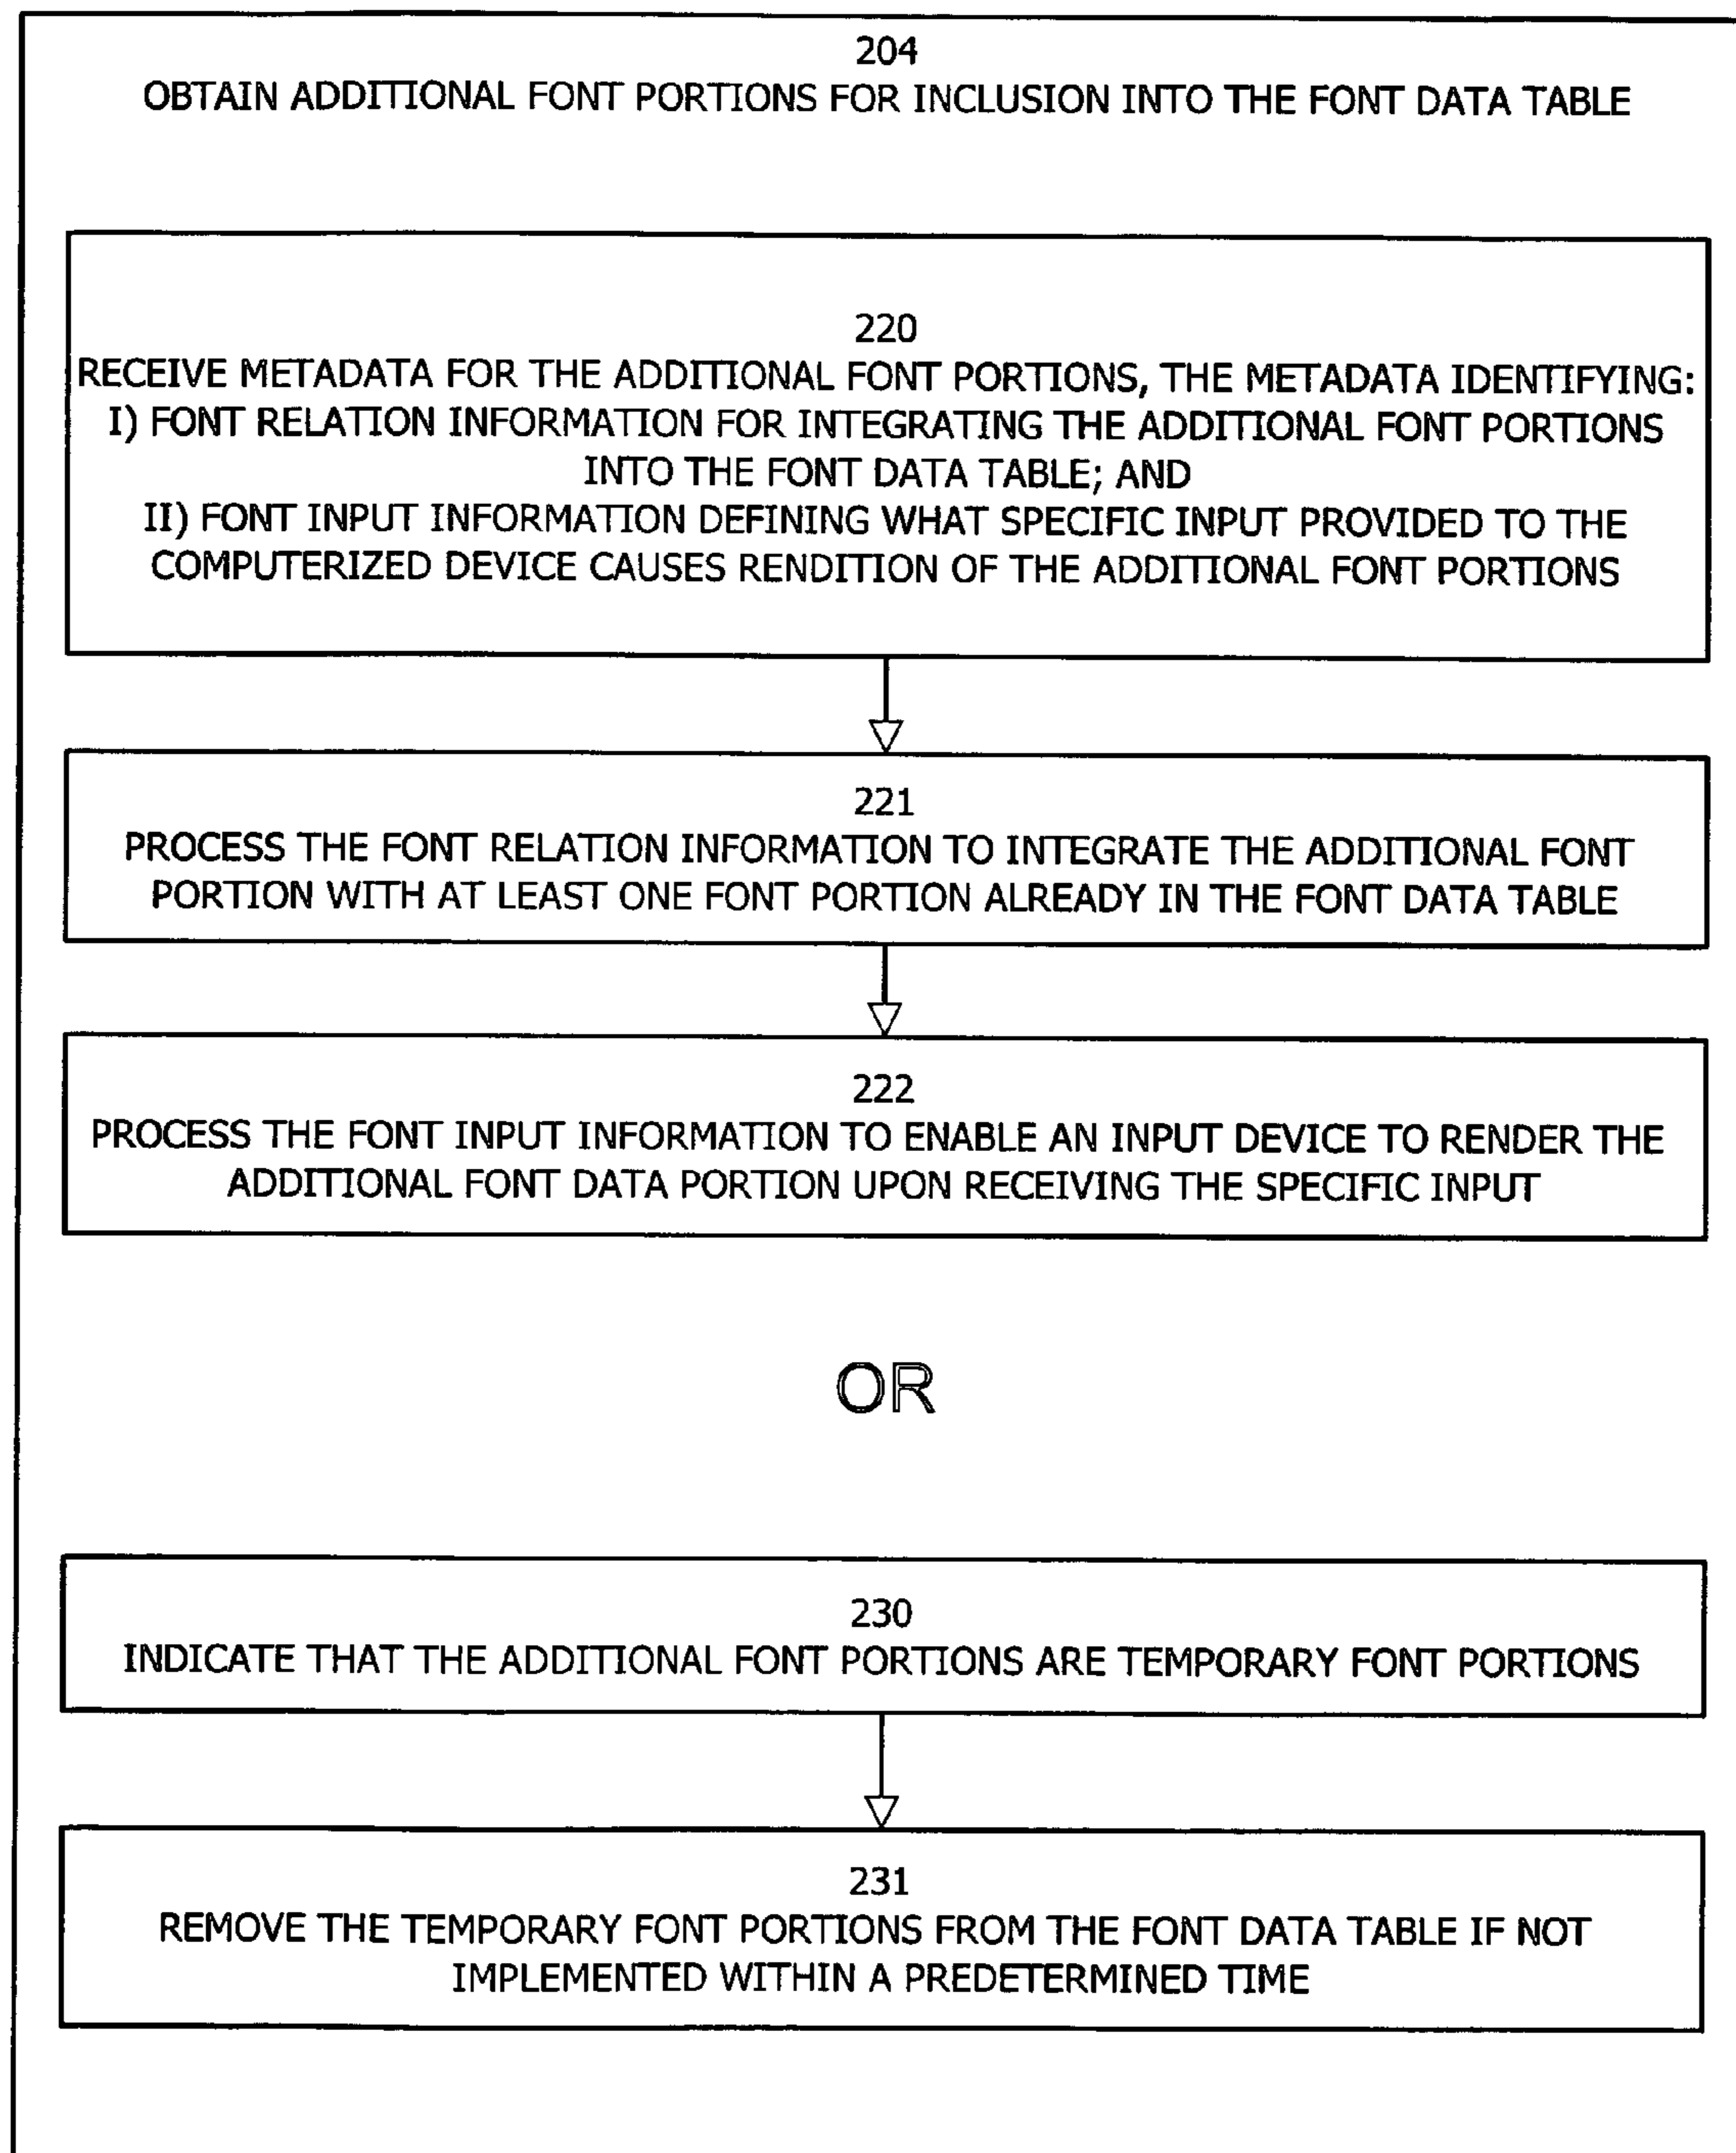 204
OBTAIN ADDITIONAL FONT PORTIONS FOR INCLUSION INTO THE FONT DATA TABLE
220
RECEIVE METADATA FOR THE ADDITIONAL FONT PORTIONS, THE METADATA IDENTIFYING:
I) FONT RELATION INFORMATION FOR INTEGRATING THE ADDITIONAL FONT PORTIONS
INTO THE FONT DATA TABLE; AND
II) FONT INPUT INFORMATION DEFINING WHAT SPECIFIC INPUT PROVIDED TO THE
COMPUTERIZED DEVICE CAUSES RENDITION OF THE ADDITIONAL FONT PORTIONS
221
PROCESS THE FONT RELATION INFORMATION TO INTEGRATE THE ADDITIONAL FONT
PORTION WITH AT LEAST ONE FONT PORTION ALREADY IN THE FONT DATA TABLE
222
PROCESS THE FONT INPUT INFORMATION TO ENABLE AN INPUT DEVICE TO RENDER THE
ADDITIONAL FONT DATA PORTION UPON RECEIVING THE SPECIFIC INPUT
OR
230
INDICATE THAT THE ADDITIONAL FONT PORTIONS ARE TEMPORARY FONT PORTIONS
231
REMOVE THE TEMPORARY FONT PORTIONS FROM THE FONT DATA TABLE IF NOT
IMPLEMENTED WITHIN A PREDETERMINED TIME